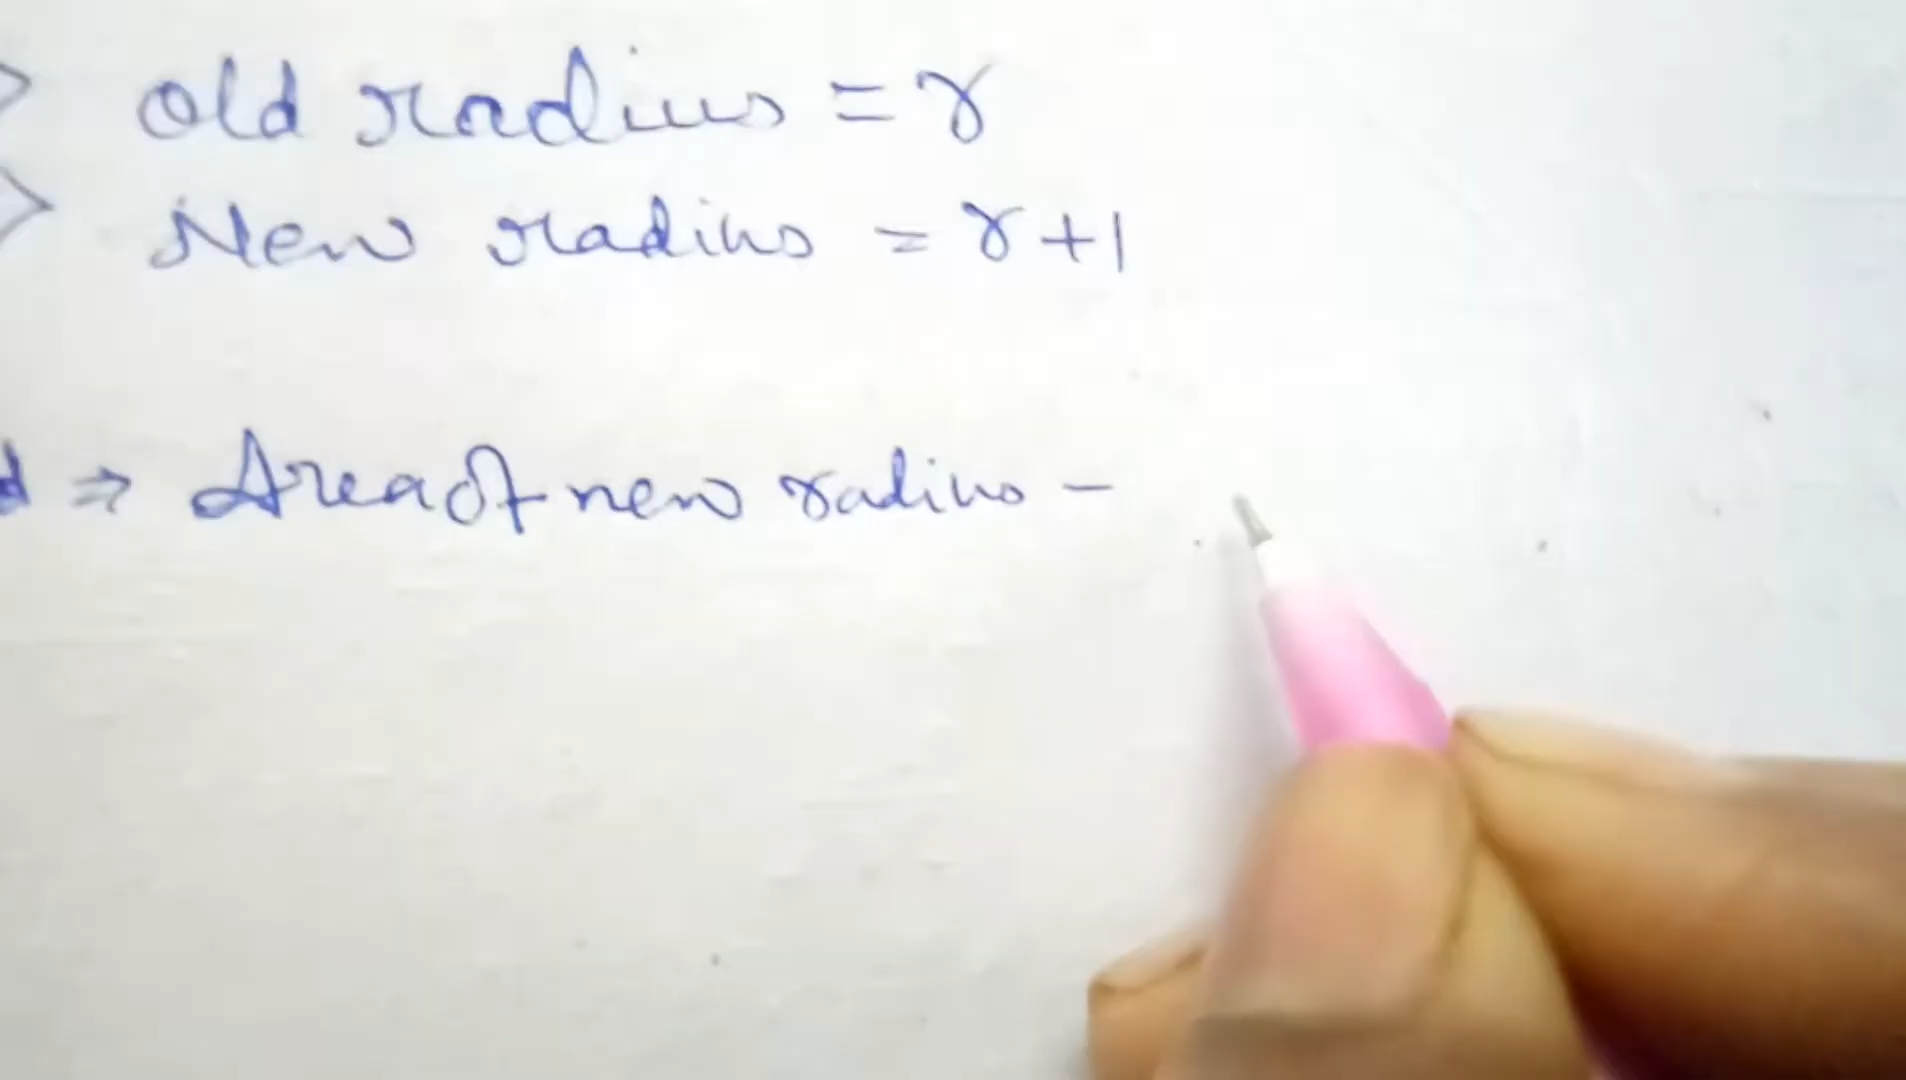 > Old radius = r
> New radius = r+1
d ⇒ Area of new radius -